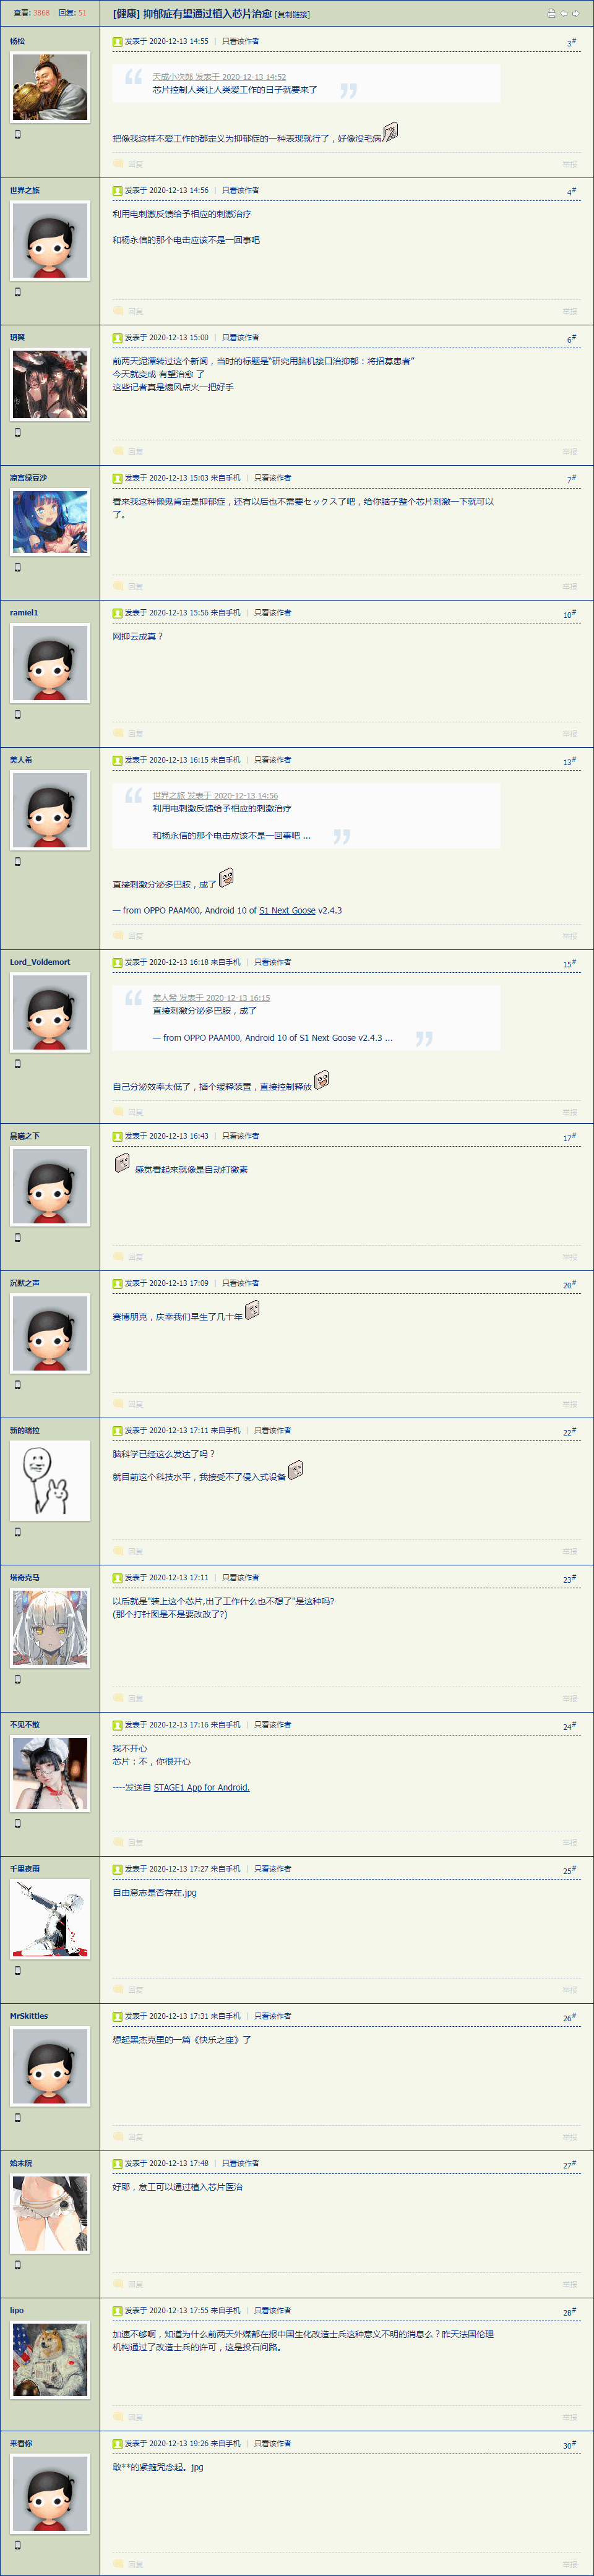 查看: 3868 回复: 51
[健康] 抑郁症有望通过植入芯片治愈 [复制链接]
杨松
发表于 2020-12-13 14:55 | 只看该作者
3#
天成小次郎 发表于 2020-12-13 14:52
芯片控制人类让人类爱工作的日子就要来了
把像我这样不爱工作的都定义为抑郁症的一种表现就行了，好像没毛病
回复 举报
世界之旅
发表于 2020-12-13 14:56 | 只看该作者
4#
利用电刺激反馈给予相应的刺激治疗
和杨永信的那个电击应该不是一回事吧
回复 举报
发表于 2020-12-13 15:00 | 只看该作者
6#
前两天泥潭转过这个新闻，当时的标题是“研究用脑机接口治抑郁：将招募患者”
今天就变成 有望治愈 了
这些记者真是煽风点火一把好手
回复 举报
凉宫绿豆沙
发表于 2020-12-13 15:03 来自手机 | 只看该作者
7#
看来我这种懒鬼肯定是抑郁症，还有以后也不需要セックス了吧，给你脑子整个芯片刺激一下就可以
了。
回复 举报
ramiel1
发表于 2020-12-13 15:56 来自手机 | 只看该作者
10#
网抑云成真？
回复 举报
美人希
发表于 2020-12-13 16:15 来自手机 | 只看该作者
13#
世界之旅 发表于 2020-12-13 14:56
利用电刺激反馈给予相应的刺激治疗
和杨永信的那个电击应该不是一回事吧 ...
直接刺激分泌多巴胺，成了
— from OPPO PAAM00, Android 10 of S1 Next Goose v2.4.3
回复 举报
Lord_Voldemort
发表于 2020-12-13 16:18 来自手机 | 只看该作者
15#
美人希 发表于 2020-12-13 16:15
直接刺激分泌多巴胺，成了
— from OPPO PAAM00, Android 10 of S1 Next Goose v2.4.3 ...
自己分泌效率太低了，插个缓释装置，直接控制释放
回复 举报
晨曦之下
发表于 2020-12-13 16:43 | 只看该作者
17#
感觉看起来就像是自动打激素
回复 举报
沉默之声
发表于 2020-12-13 17:09 | 只看该作者
20#
赛博朋克，庆幸我们早生了几十年
回复 举报
新的瑞拉
发表于 2020-12-13 17:11 来自手机 | 只看该作者
22#
脑科学已经这么发达了吗？
就目前这个科技水平，我接受不了侵入式设备
回复 举报
塔奇克马
发表于 2020-12-13 17:11 | 只看该作者
23#
以后就是"装上这个芯片,出了工作什么也不想了"是这种吗?
(那个打针图是不是要改改了?)
回复 举报
不见不散
发表于 2020-12-13 17:16 来自手机 | 只看该作者
24#
我不开心
芯片：不，你很开心
----发送自 STAGE1 App for Android.
回复 举报
千里夜雨
发表于 2020-12-13 17:27 来自手机 | 只看该作者
25#
自由意志是否存在.jpg
回复 举报
MrSkittles
发表于 2020-12-13 17:31 来自手机 | 只看该作者
26#
想起黑杰克里的一篇《快乐之座》了
回复 举报
始末院
发表于 2020-12-13 17:48 | 只看该作者
27#
好耶，怠工可以通过植入芯片医治
回复 举报
lipo
发表于 2020-12-13 17:55 来自手机 | 只看该作者
28#
加速不够啊，知道为什么前两天外媒都在报中国生化改造士兵这种意义不明的消息么？昨天法国伦理
机构通过了改造士兵的许可，这是投石问路。
回复 举报
来看你
发表于 2020-12-13 19:26 来自手机 | 只看该作者
30#
敢**的紧箍咒念起。jpg
回复 举报